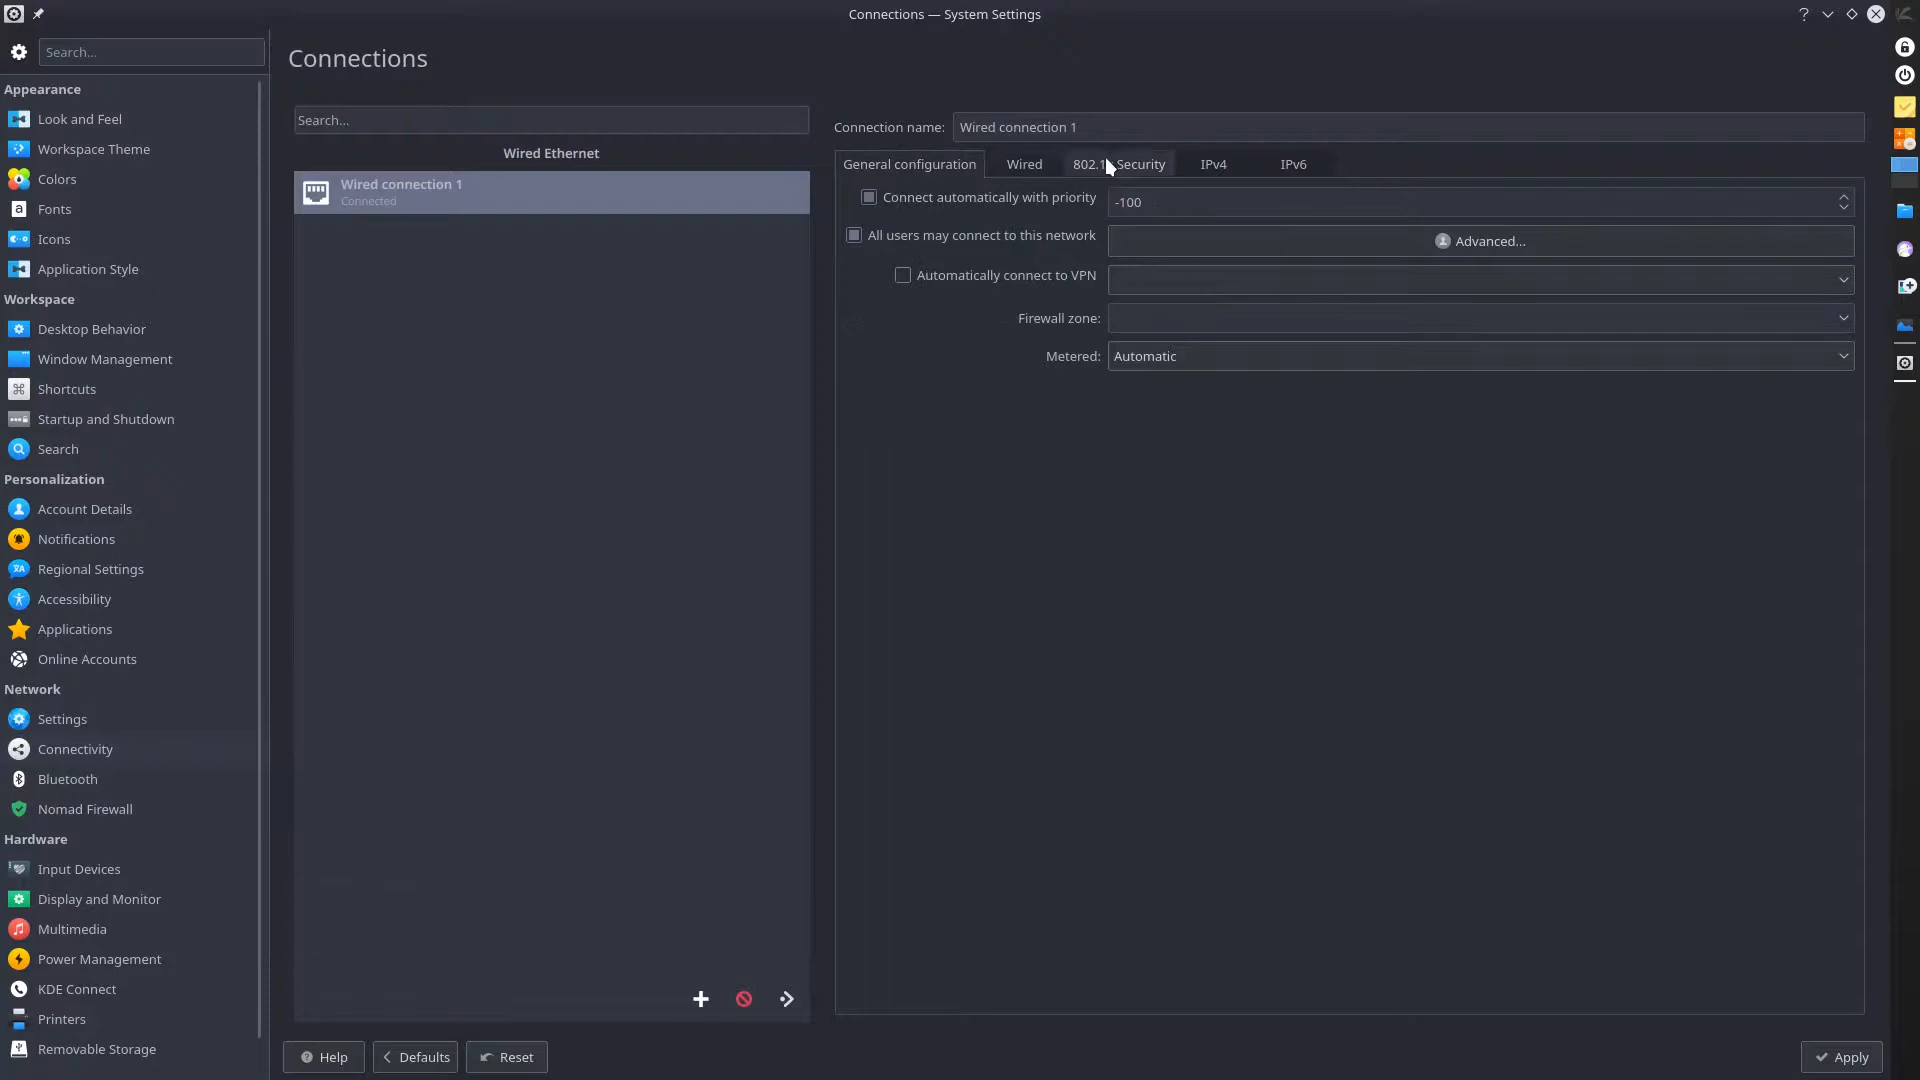 Connections — System Settings
Search...
Appearance
Look and Feel
Workspace Theme
Colors
Fonts
Icons
Application Style
Workspace
Desktop Behavior
Window Management
Shortcuts
Startup and Shutdown
Search
Personalization
Account Details
Notifications
Regional Settings
Accessibility
Applications
Online Accounts
Network
Settings
Connectivity
Bluetooth
Nomad Firewall
Hardware
Input Devices
Display and Monitor
Multimedia
Power Management
KDE Connect
Printers
Removable Storage
Connections
Search...
Wired Ethernet
Wired connection 1
Connected
Connection name: Wired connection 1
General configuration Wired 802.1 Security IPv4 IPv6
Connect automatically with priority -100
All users may connect to this network Advanced...
Automatically connect to VPN
Firewall zone:
Metered: Automatic
Help Defaults Reset Apply